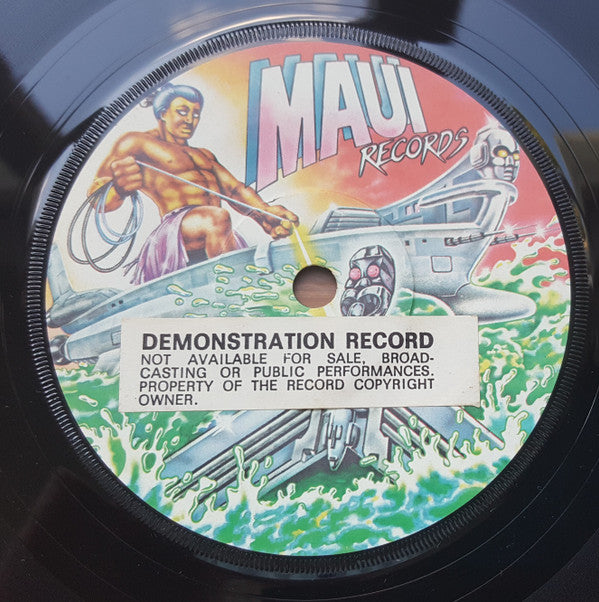 MAUI
RECORDS
DEMONSTRATION RECORD
NOT AVAILABLE FOR SALE, BROAD-
CASTING OR PUBLIC PERFORMANCES.
PROPERTY OF THE RECORD COPYRIGHT
OWNER.